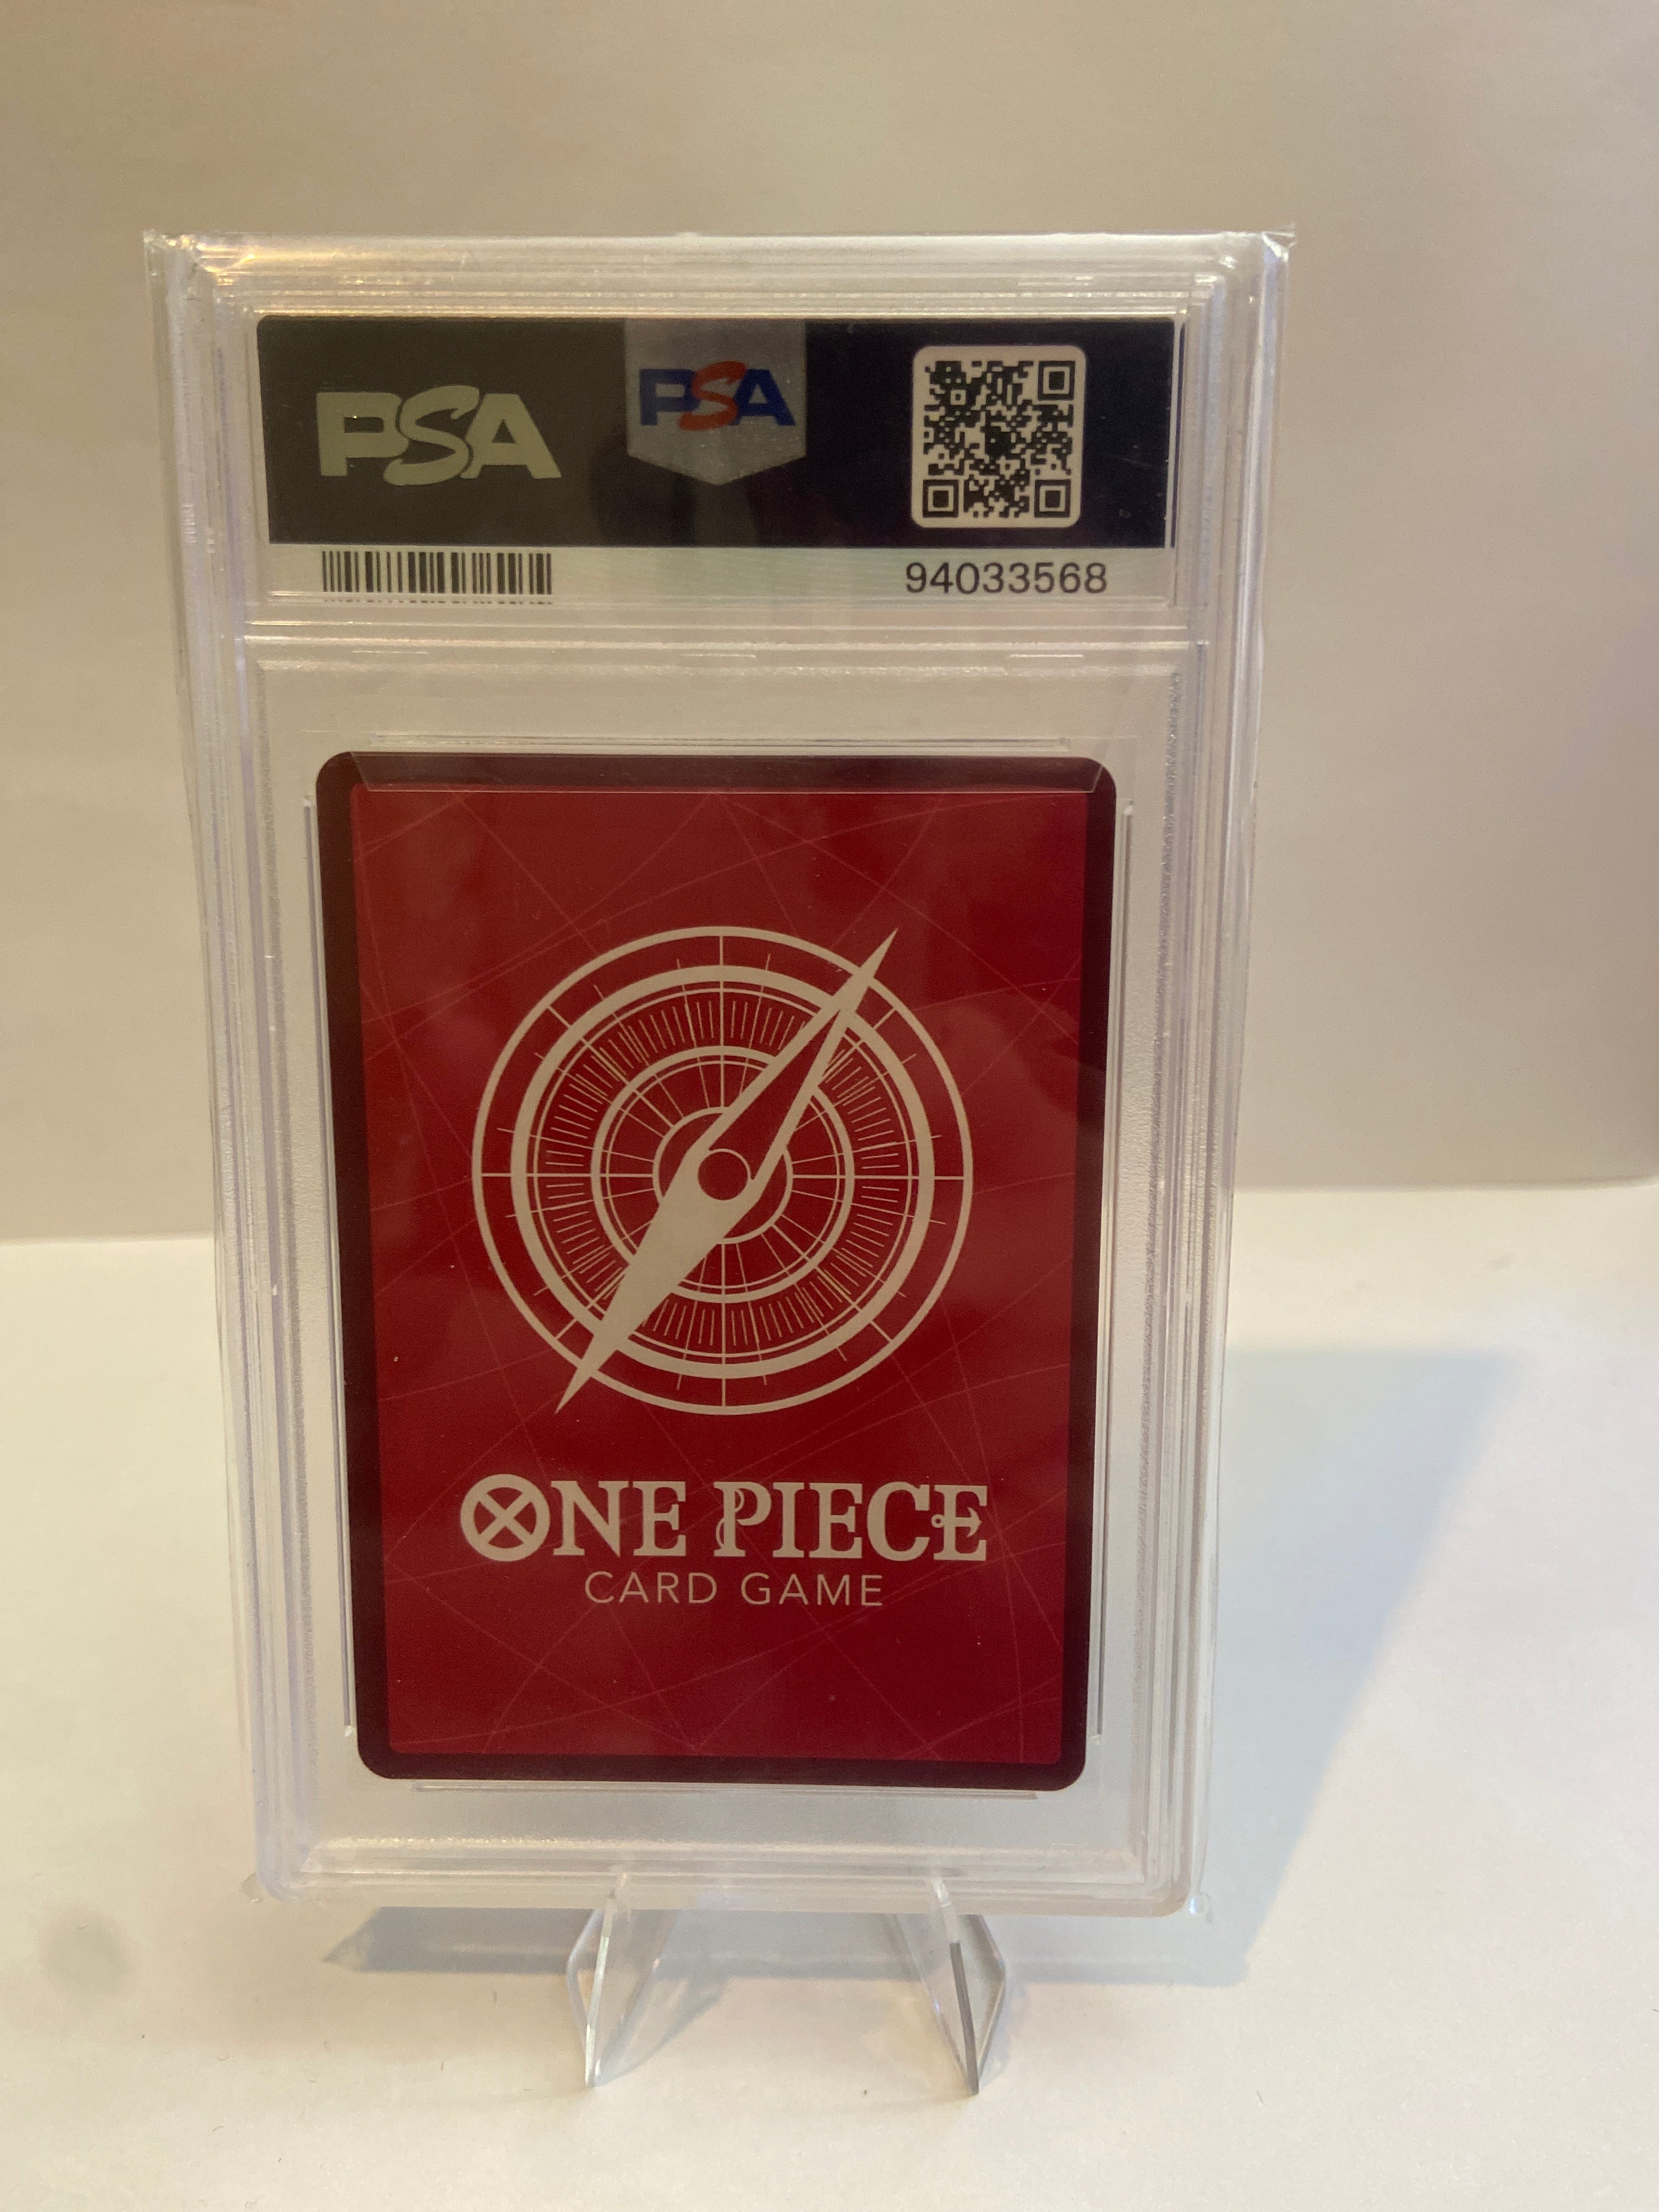 PSA
PSA
94033568
ONE PIECE
CARD GAME